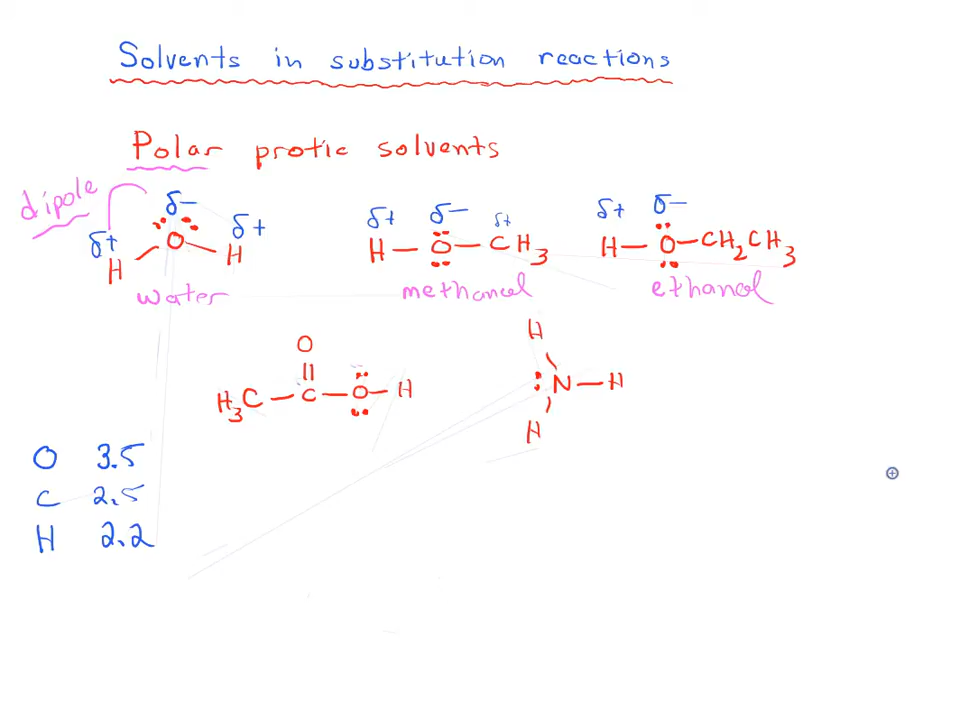 Solvents in substitution reactions
Polar protic solvents
dipole
δ+ δ− δ+
H O H
water
δ+ δ− δ+
H — O — CH3
methanol
δ+ δ−
H — O — CH2CH3
ethanol
O
H3C — C — O — H
H
: N — H
H
O 3.5
C 2.5
H 2.2